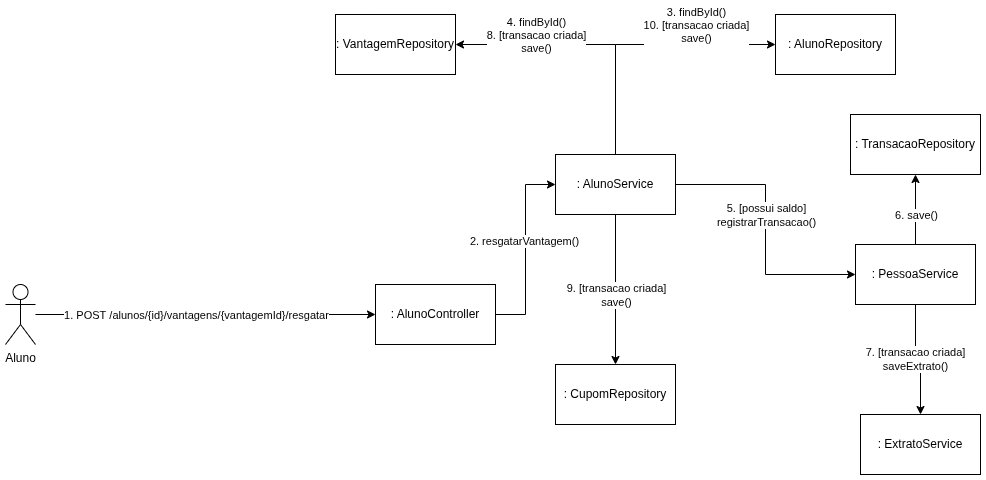 3. findById()
10. [transacao criada]
save()
4. findById()
8. [transacao criada]
save()
: VantagemRepository
: AlunoRepository
: TransacaoRepository
: AlunoService
5. [possui saldo]
registrarTransacao()
6. save()
2. resgatarVantagem()
: PessoaService
9. [transacao criada]
save()
1. POST /alunos/{id}/vantagens/{vantagemId}/resgatar
: AlunoController
Aluno
7. [transacao criada]
saveExtrato()
: CupomRepository
: ExtratoService